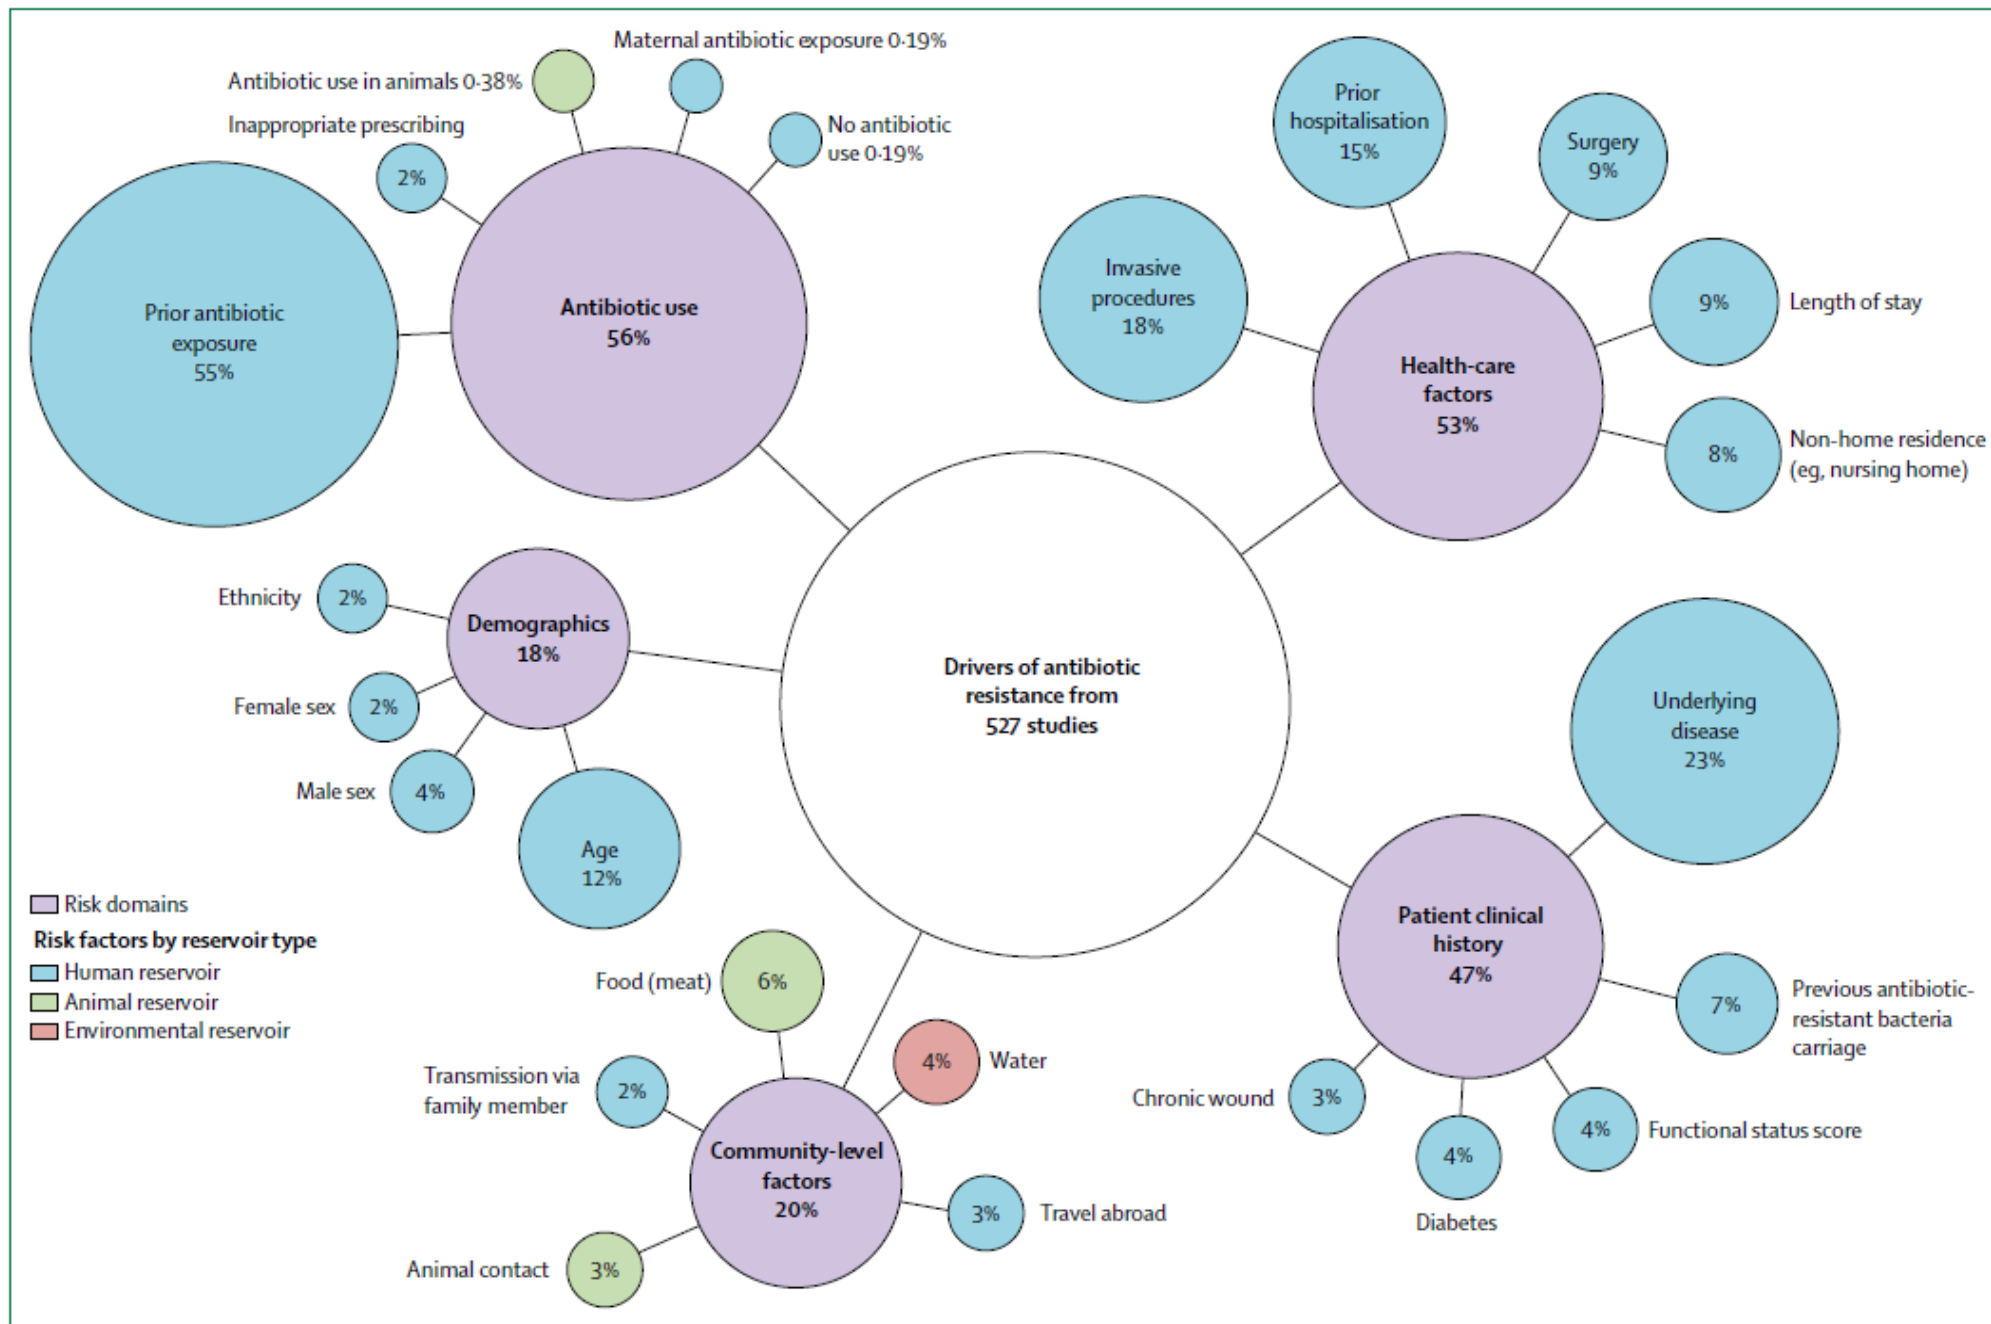 Maternal antibiotic exposure 0·19%
Antibiotic use in animals 0·38%
Inappropriate prescribing
2%
No antibiotic
use 0·19%
Prior antibiotic
exposure
55%
Antibiotic use
56%
Prior
hospitalisation
15%
Surgery
9%
Invasive
procedures
18%
9%
Length of stay
Health-care
factors
53%
8%
Non-home residence
(eg, nursing home)
Ethnicity
2%
Demographics
18%
Female sex
2%
Male sex
4%
Age
12%
Drivers of antibiotic
resistance from
527 studies
Underlying
disease
23%
Patient clinical
history
47%
7%
Previous antibiotic-
resistant bacteria
carriage
Chronic wound
3%
4%
Diabetes
4%
Functional status score
Risk domains
Risk factors by reservoir type
Human reservoir
Animal reservoir
Environmental reservoir
Food (meat)
6%
4%
Water
Transmission via
family member
2%
Community-level
factors
20%
3%
Travel abroad
Animal contact
3%